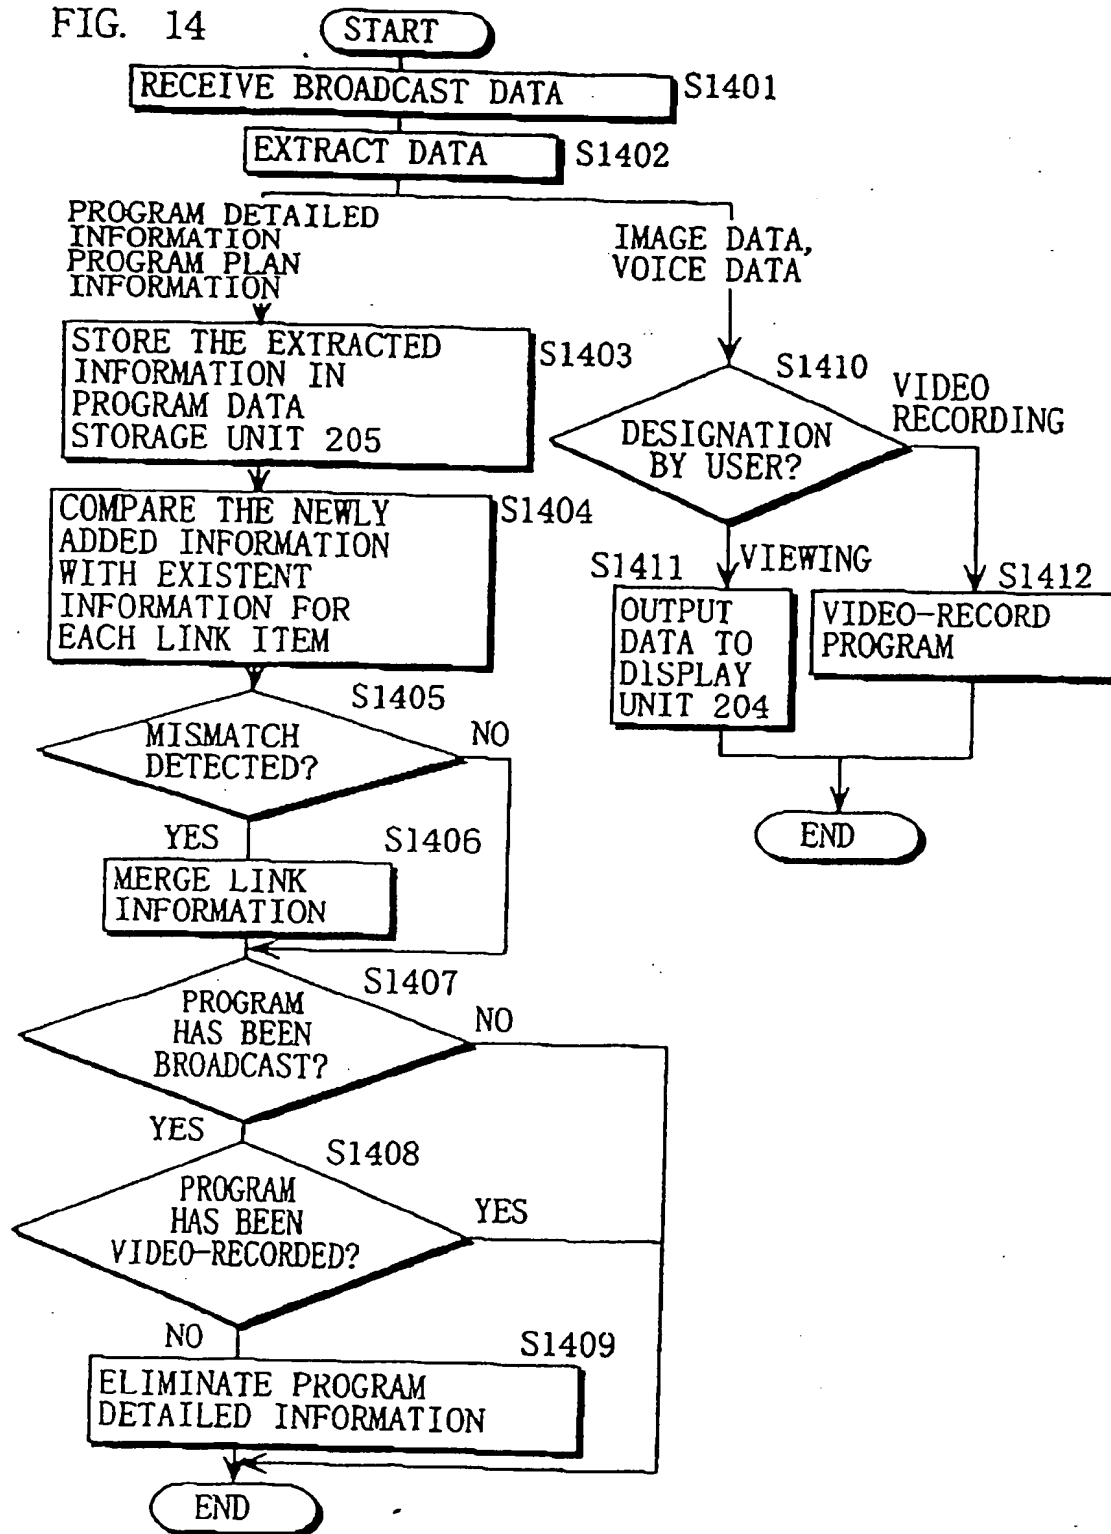 FIG. 14
START
RECEIVE BROADCAST DATA
S1401
EXTRACT DATA
S1402
PROGRAM DETAILED
INFORMATION
PROGRAM PLAN
INFORMATION
IMAGE DATA,
VOICE DATA
STORE THE EXTRACTED
INFORMATION IN
PROGRAM DATA
STORAGE UNIT 205
S1403
COMPARE THE NEWLY
ADDED INFORMATION
WITH EXISTENT
INFORMATION FOR
EACH LINK ITEM
S1404
S1405
MISMATCH
DETECTED?
NO
YES
S1406
MERGE LINK
INFORMATION
S1407
PROGRAM
HAS BEEN
BROADCAST?
NO
YES
S1408
PROGRAM
HAS BEEN
VIDEO-RECORDED?
YES
NO
S1409
ELIMINATE PROGRAM
DETAILED INFORMATION
END
S1410
DESIGNATION
BY USER?
VIDEO
RECORDING
VIEWING
S1411
OUTPUT
DATA TO
DISPLAY
UNIT 204
S1412
VIDEO-RECORD
PROGRAM
END